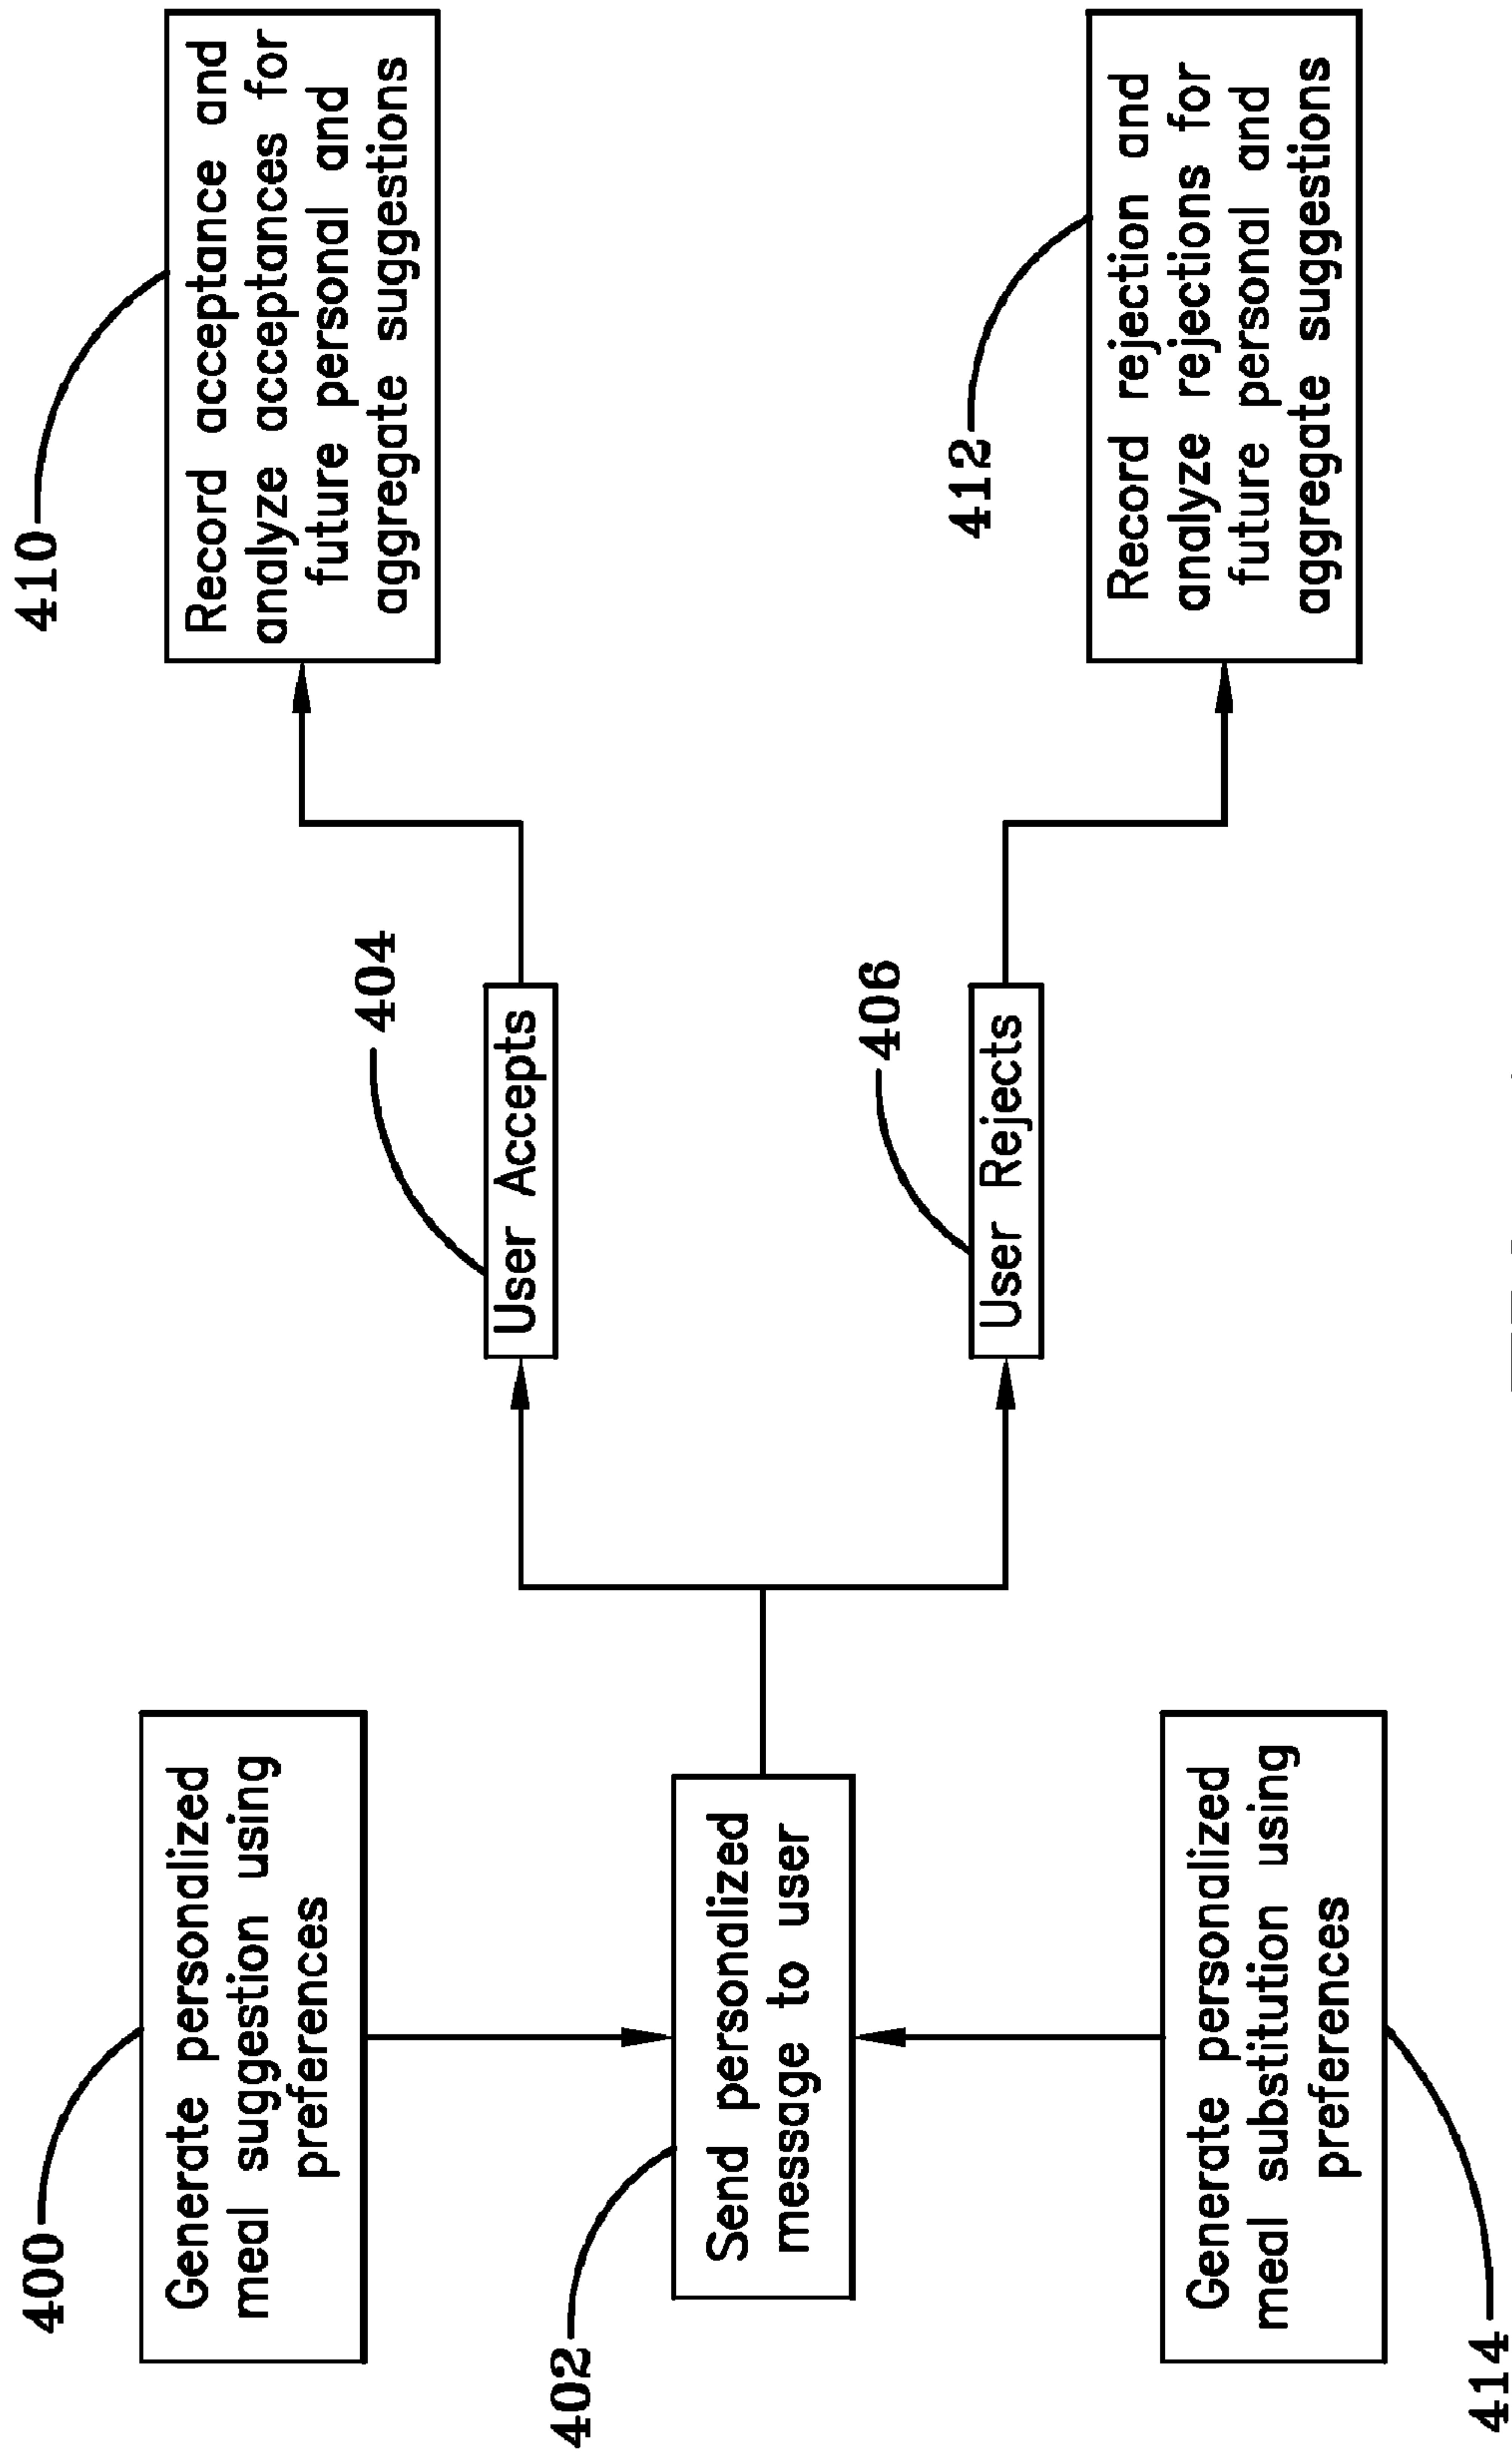 400
Generate personalized
meal suggestion using
preferences
402
Send personalized
message to user
414
Generate personalized
meal substitution using
preferences
404
User Accepts
406
User Rejects
410
Record acceptance and
analyze acceptances for
future personal and
aggregate suggestions
412
Record rejection and
analyze rejections for
future personal and
aggregate suggestions